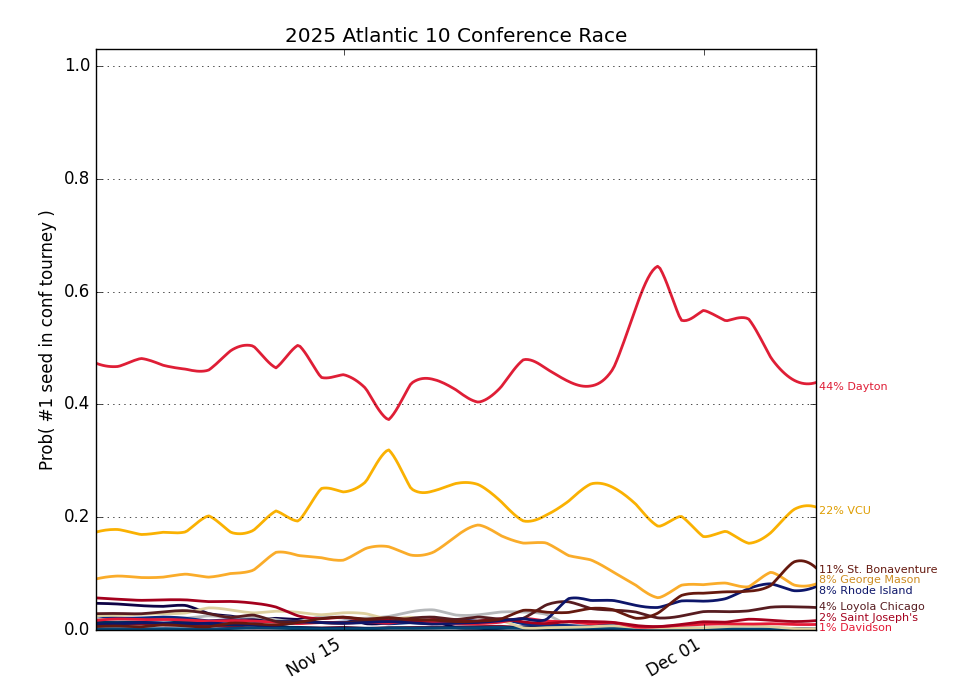 2025 Atlantic 10 Conference Race
Prob( #1 seed in conf tourney )
1.0
0.8
0.6
0.4
0.2
0.0
Nov 15
Dec 01
44% Dayton
22% VCU
11% St. Bonaventure
8% George Mason
8% Rhode Island
4% Loyola Chicago
2% Saint Joseph's
1% Davidson